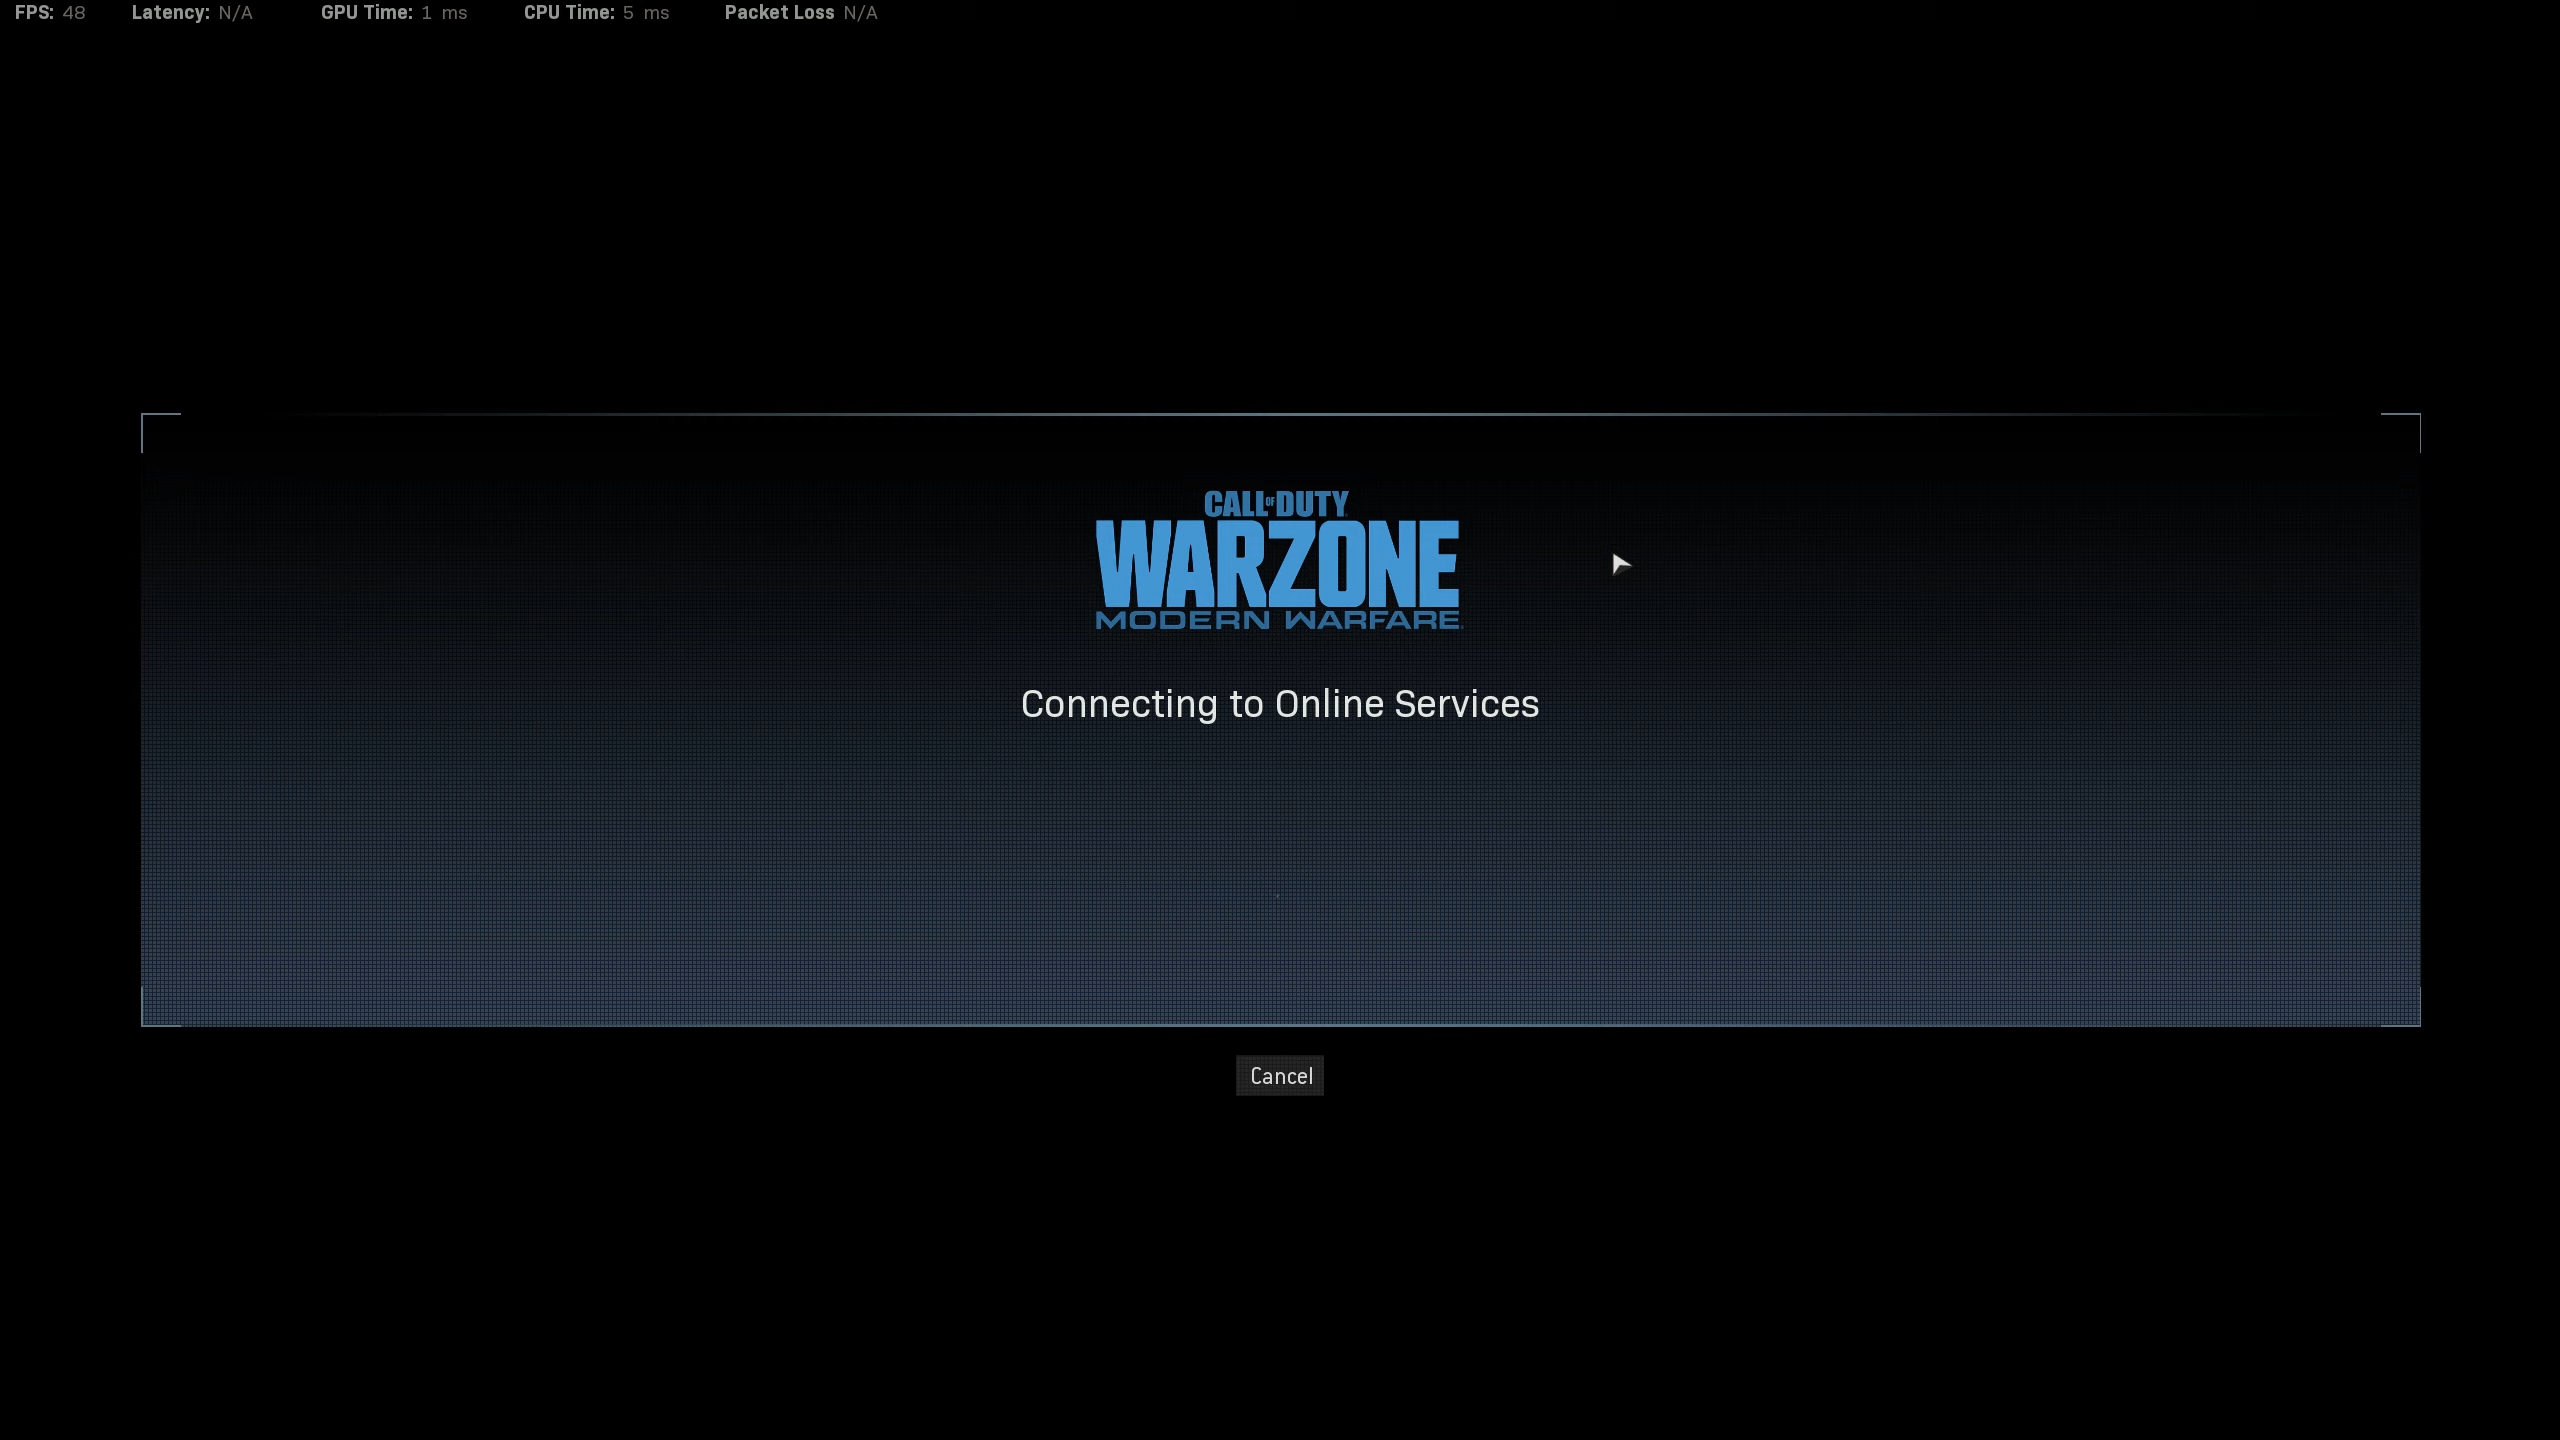 FPS: 48 Latency: N/A GPU Time: 1 ms CPU Time: 5 ms Packet Loss N/A
CALL OF DUTY
WARZONE
MODERN WARFARE
Connecting to Online Services
Cancel